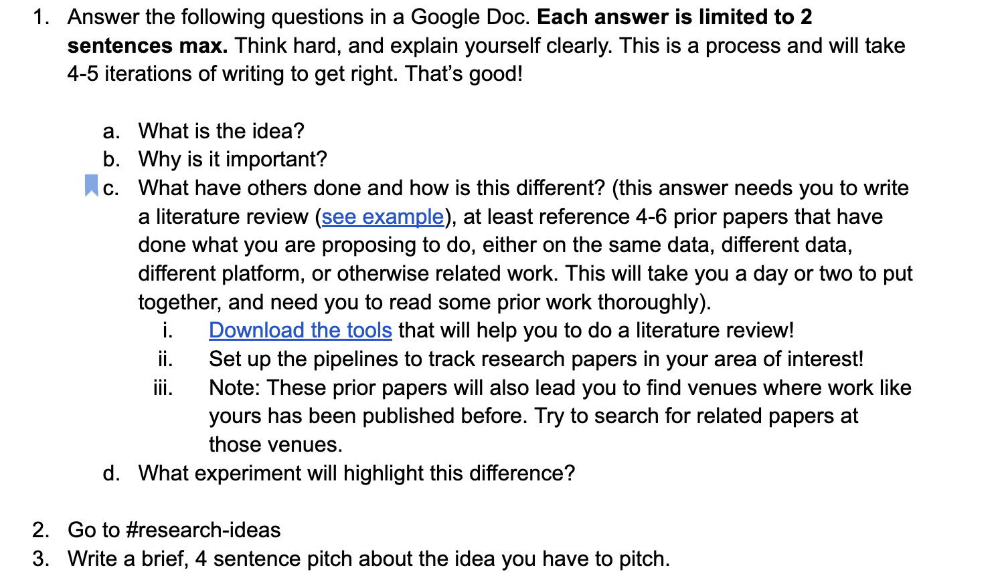 1. Answer the following questions in a Google Doc. Each answer is limited to 2
sentences max. Think hard, and explain yourself clearly. This is a process and will take
4-5 iterations of writing to get right. That’s good!
a. What is the idea?
b. Why is it important?
c. What have others done and how is this different? (this answer needs you to write
a literature review (see example), at least reference 4-6 prior papers that have
done what you are proposing to do, either on the same data, different data,
different platform, or otherwise related work. This will take you a day or two to put
together, and need you to read some prior work thoroughly).
i. Download the tools that will help you to do a literature review!
ii. Set up the pipelines to track research papers in your area of interest!
iii. Note: These prior papers will also lead you to find venues where work like
yours has been published before. Try to search for related papers at
those venues.
d. What experiment will highlight this difference?
2. Go to #research-ideas
3. Write a brief, 4 sentence pitch about the idea you have to pitch.